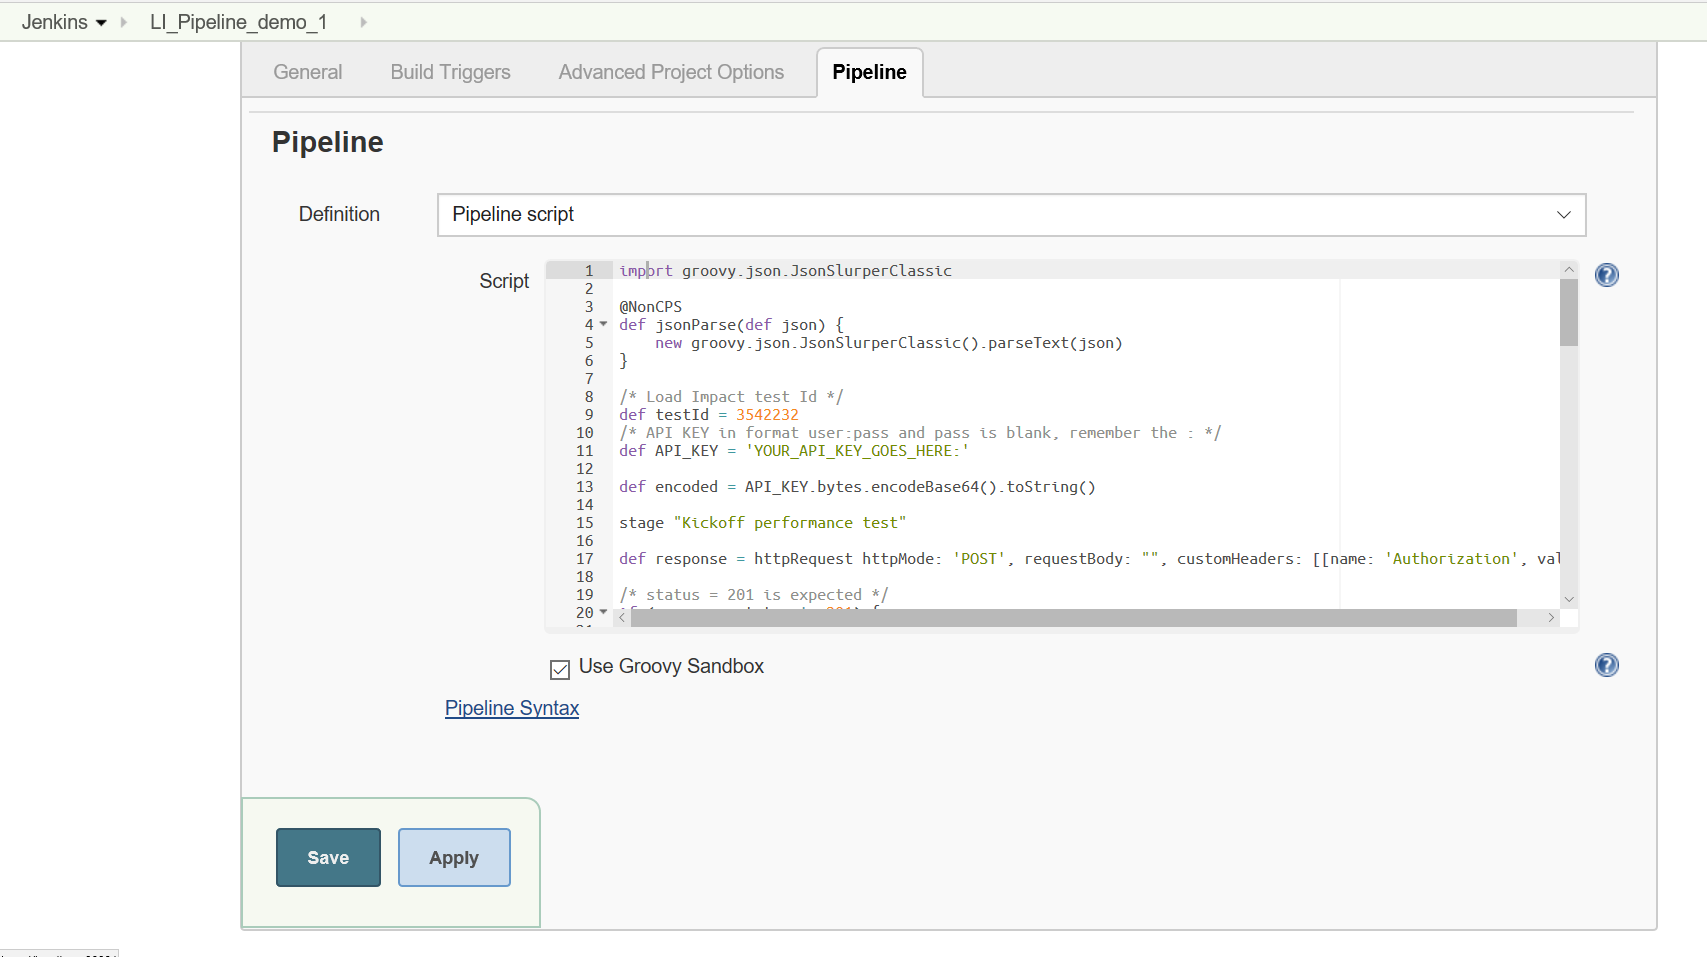 Jenkins LI_Pipeline_demo_1
General Build Triggers Advanced Project Options Pipeline
Pipeline
Definition Pipeline script
Script
1 import groovy.json.JsonSlurperClassic
2
3 @NonCPS
4 def jsonParse(def json) {
5     new groovy.json.JsonSlurperClassic().parseText(json)
6 }
7
8 /* Load Impact test Id */
9 def testId = 3542232
10 /* API KEY in format user:pass and pass is blank, remember the : */
11 def API_KEY = 'YOUR_API_KEY_GOES_HERE:'
12
13 def encoded = API_KEY.bytes.encodeBase64().toString()
14
15 stage "Kickoff performance test"
16
17 def response = httpRequest httpMode: 'POST', requestBody: "", customHeaders: [[name: 'Authorization', val
18
19 /* status = 201 is expected */
20
Use Groovy Sandbox
Pipeline Syntax
Save Apply